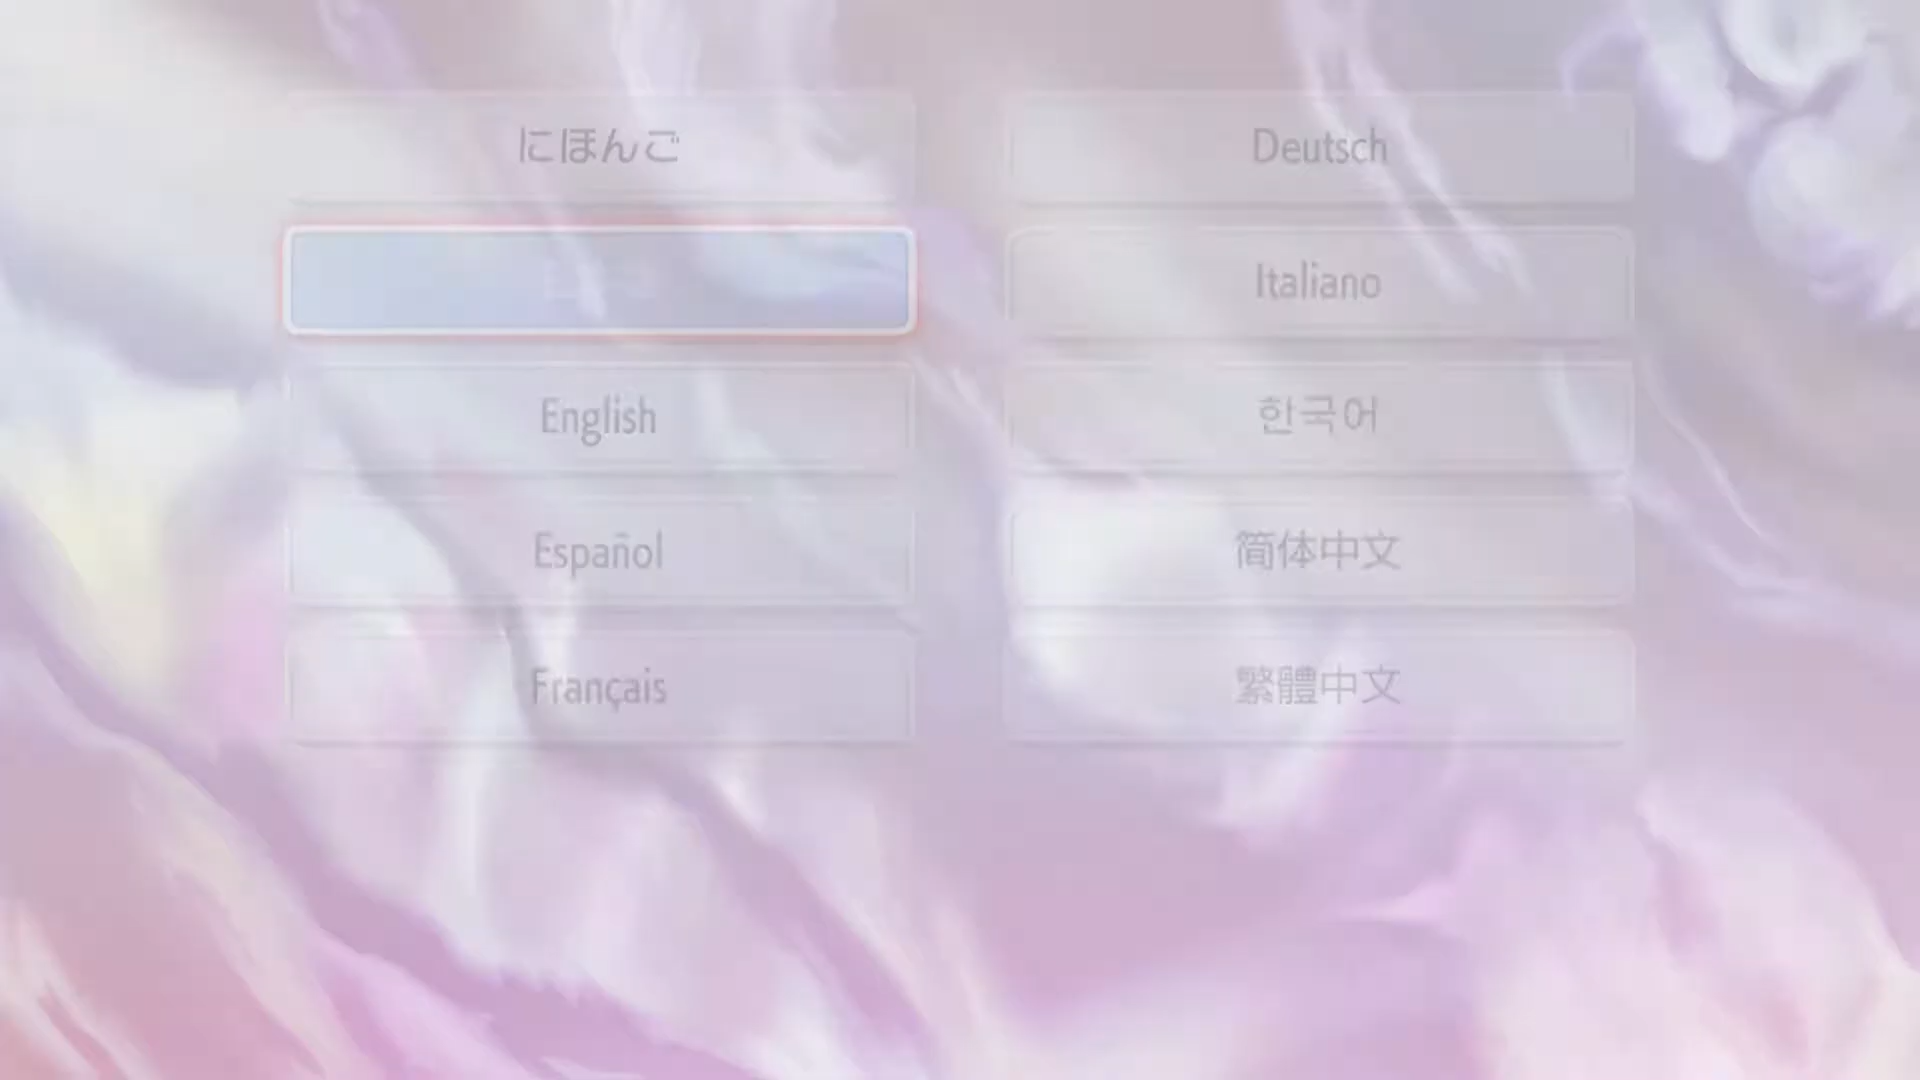 にほんご
English
Español
Français
Deutsch
Italiano
한국어
简体中文
繁體中文